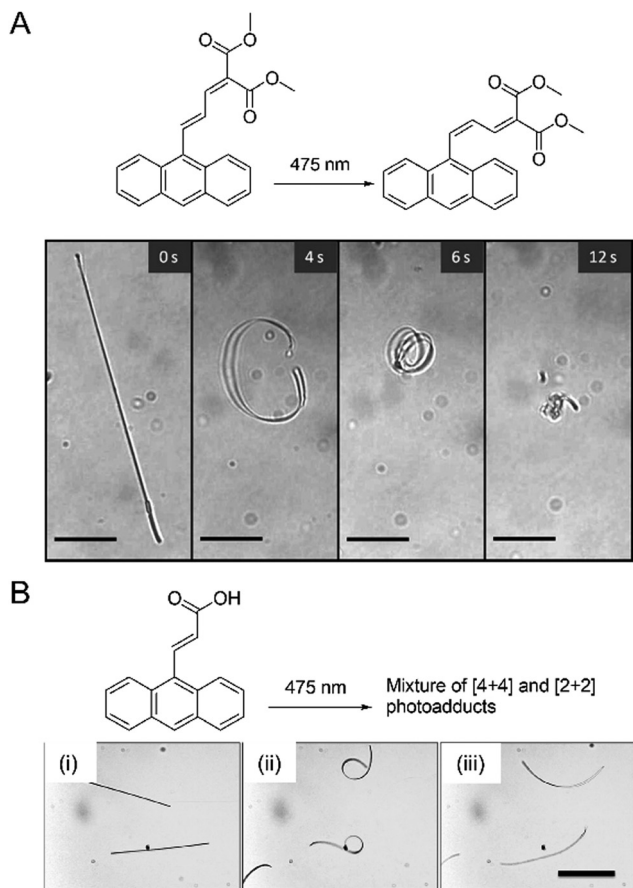 A
O
O
O
O
475 nm
O
O
O
O
0 s
4 s
6 s
12 s
B
O
OH
475 nm
Mixture of [4+4] and [2+2]
photoadducts
(i)
(ii)
(iii)